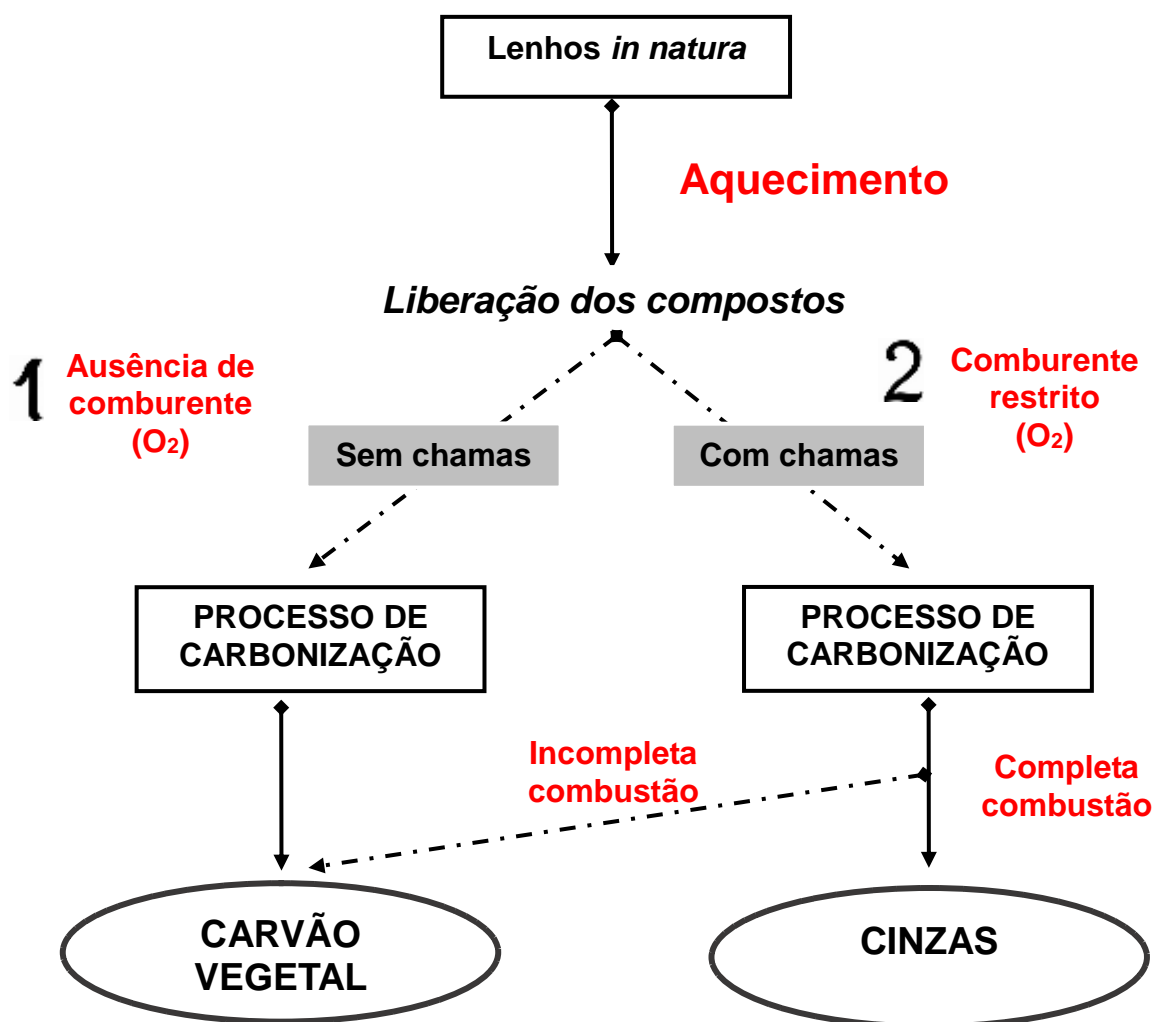 Lenhos in natura
Aquecimento
Liberação dos compostos
1
Ausência de
comburente
(O₂)
2
Comburente
restrito
(O₂)
Sem chamas
Com chamas
PROCESSO DE
CARBONIZAÇÃO
PROCESSO DE
CARBONIZAÇÃO
Incompleta
combustão
Completa
combustão
CARVÃO
VEGETAL
CINZAS